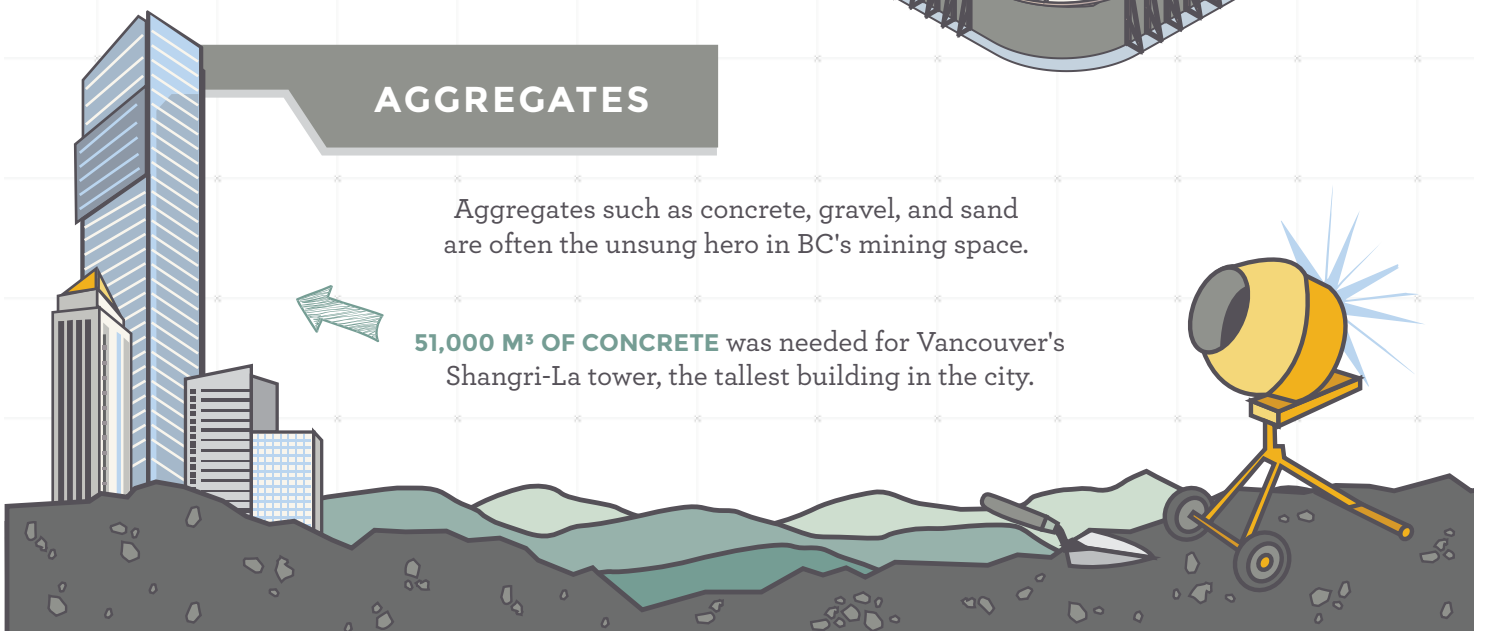 AGGREGATES
Aggregates such as concrete, gravel, and sand
are often the unsung hero in BC's mining space.
51,000 M³ OF CONCRETE was needed for Vancouver's
Shangri-La tower, the tallest building in the city.